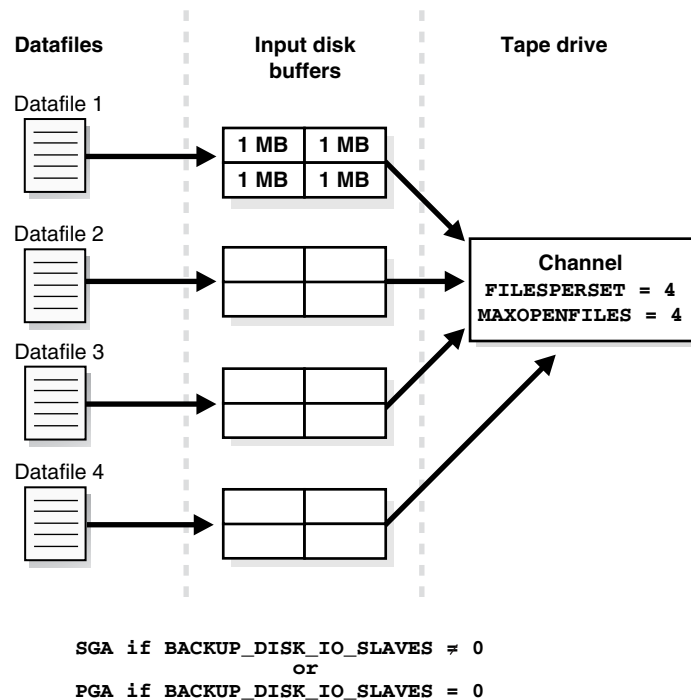 Datafiles
Input disk
buffers
Tape drive
Datafile 1
1 MB 1 MB
1 MB 1 MB
Datafile 2
Channel
FILESPERSET = 4
MAXOPENFILES = 4
Datafile 3
Datafile 4
SGA if BACKUP_DISK_IO_SLAVES ≠ 0
or
PGA if BACKUP_DISK_IO_SLAVES = 0